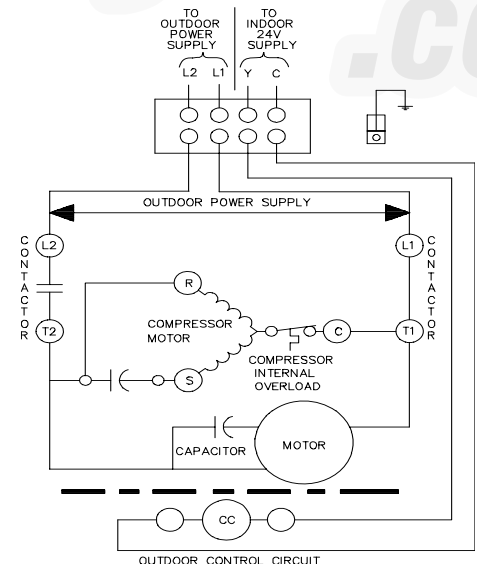 TO
OUTDOOR
POWER
SUPPLY
TO
INDOOR
24V
SUPPLY
L2 L1 Y C
OUTDOOR POWER SUPPLY
CONTACTOR
L2
T2
L1
T1
CONTACTOR
R
COMPRESSOR
MOTOR
C
COMPRESSOR
INTERNAL
OVERLOAD
S
CAPACITOR
MOTOR
CC
OUTDOOR CONTROL CIRCUIT
.co